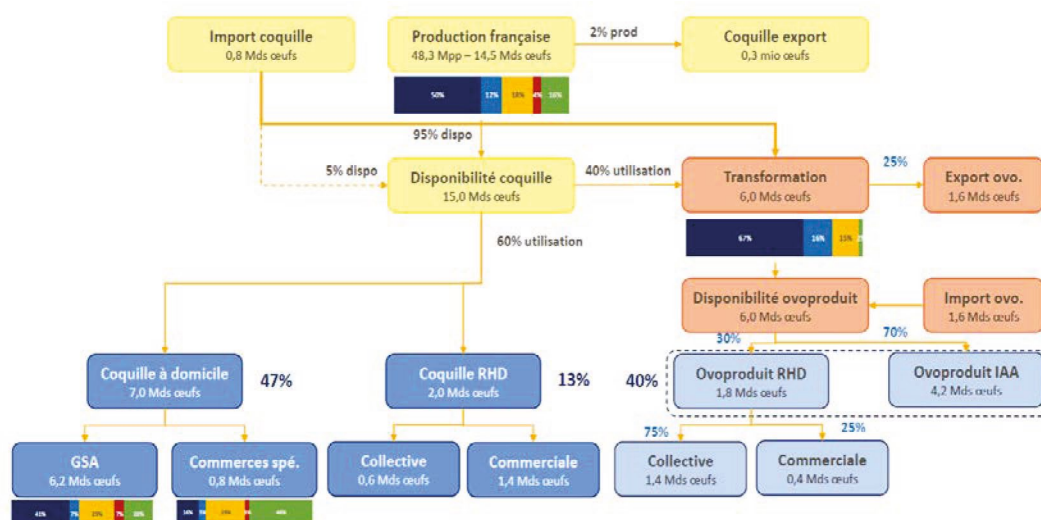 Import coquille
0,8 Mds œufs
Production française
48,3 Mpp – 14,5 Mds œufs
2% prod
Coquille export
0,3 mio œufs
50%
12%
18%
4%
16%
95% dispo
5% dispo
Disponibilité coquille
15,0 Mds œufs
40% utilisation
Transformation
6,0 Mds œufs
25%
Export ovo.
1,6 Mds œufs
67%
16%
15%
60% utilisation
Disponibilité ovoproduit
6,0 Mds œufs
Import ovo.
1,6 Mds œufs
30%
70%
Coquille à domicile
7,0 Mds œufs
47%
Coquille RHD
2,0 Mds œufs
13%
40%
Ovoproduit RHD
1,8 Mds œufs
Ovoproduit IAA
4,2 Mds œufs
75%
25%
GSA
6,2 Mds œufs
Commerces spé.
0,8 Mds œufs
Collective
0,6 Mds œufs
Commerciale
1,4 Mds œufs
Collective
1,4 Mds œufs
Commerciale
0,4 Mds œufs
41%
7%
7%